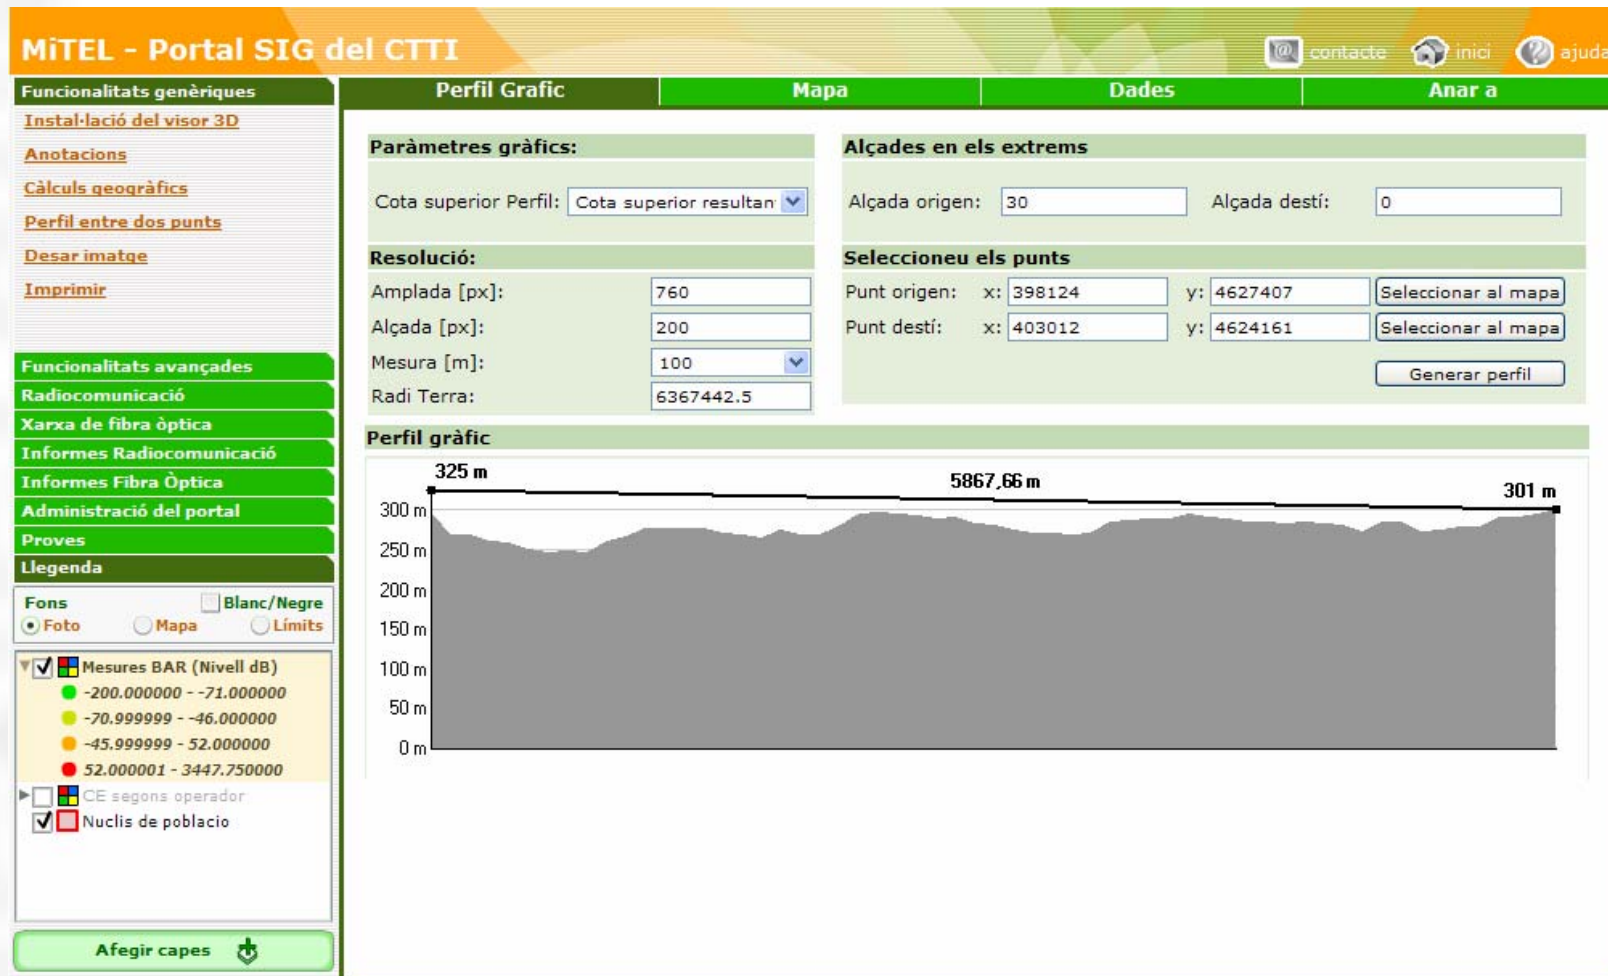 MiTEL - Portal SIG del CTTI
contacte
inici
ajuda
Funcionalitats genèriques
Instal·lació del visor 3D
Anotacions
Càlculs geogràfics
Perfil entre dos punts
Desar imatge
Imprimir
Funcionalitats avançades
Radiocomunicació
Xarxa de fibra òptica
Informes Radiocomunicació
Informes Fibra Òptica
Administració del portal
Proves
Llegenda
Fons Blanc/Negre
Foto Mapa Límits
Mesures BAR (Nivell dB)
-200.000000 - -71.000000
-70.999999 - -46.000000
-45.999999 - 52.000000
52.000001 - 3447.750000
CE segons operador
Nuclis de poblacio
Afegir capes
Perfil Grafic Mapa Dades Anar a
Paràmetres gràfics:
Cota superior Perfil: Cota superior resultan
Resolució:
Amplada [px]: 760
Alçada [px]: 200
Mesura [m]: 100
Radi Terra: 6367442.5
Alçades en els extrems
Alçada origen: 30 Alçada destí: 0
Seleccioneu els punts
Punt origen: x: 398124 y: 4627407 Seleccionar al mapa
Punt destí: x: 403012 y: 4624161 Seleccionar al mapa
Generar perfil
Perfil gràfic
325 m 5867,66 m 301 m
300 m
250 m
200 m
150 m
100 m
50 m
0 m